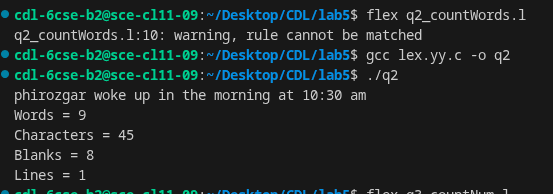 cdl-6cse-b2@sce-cl11-09:~/Desktop/CDL/lab5$ flex q2_countWords.l
q2_countWords.l:10: warning, rule cannot be matched
cdl-6cse-b2@sce-cl11-09:~/Desktop/CDL/lab5$ gcc lex.yy.c -o q2
cdl-6cse-b2@sce-cl11-09:~/Desktop/CDL/lab5$ ./q2
phirozgar woke up in the morning at 10:30 am
Words = 9
Characters = 45
Blanks = 8
Lines = 1
cdl-6cse-b2@sce-cl11-09:~/Desktop/CDL/lab5$ flex q3_countNum.l